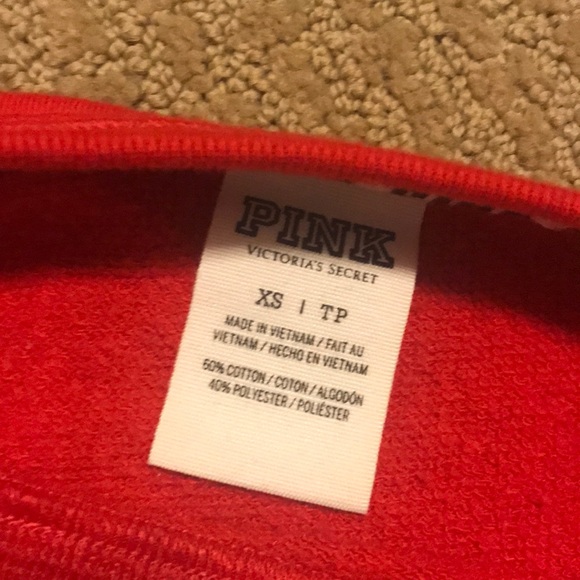 PINK
VICTORIA'S SECRET
XS | TP
MADE IN VIETNAM / FAIT AU
VIETNAM / HECHO EN VIETNAM
60% COTTON / COTON / ALGODÓN
40% POLYESTER / POLIÉSTER